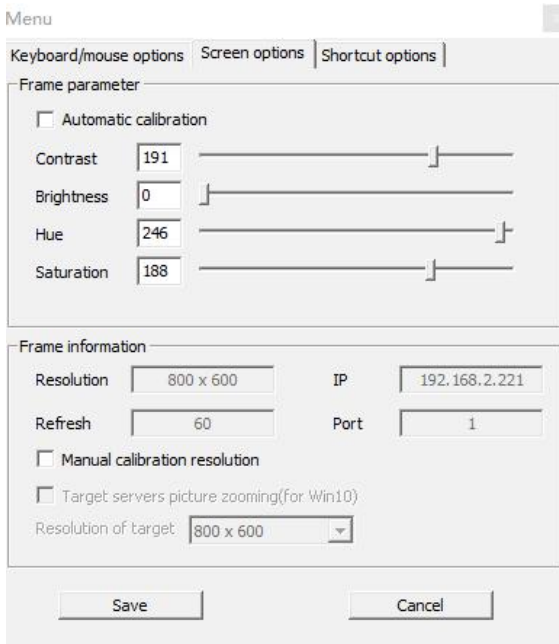 Menu
Keyboard/mouse options Screen options Shortcut options
Frame parameter
Automatic calibration
Contrast 191
Brightness 0
Hue 246
Saturation 188
Frame information
Resolution 800 x 600 IP 192.168.2.221
Refresh 60 Port 1
Manual calibration resolution
Target servers picture zooming(for Win10)
Resolution of target 800 x 600
Save Cancel